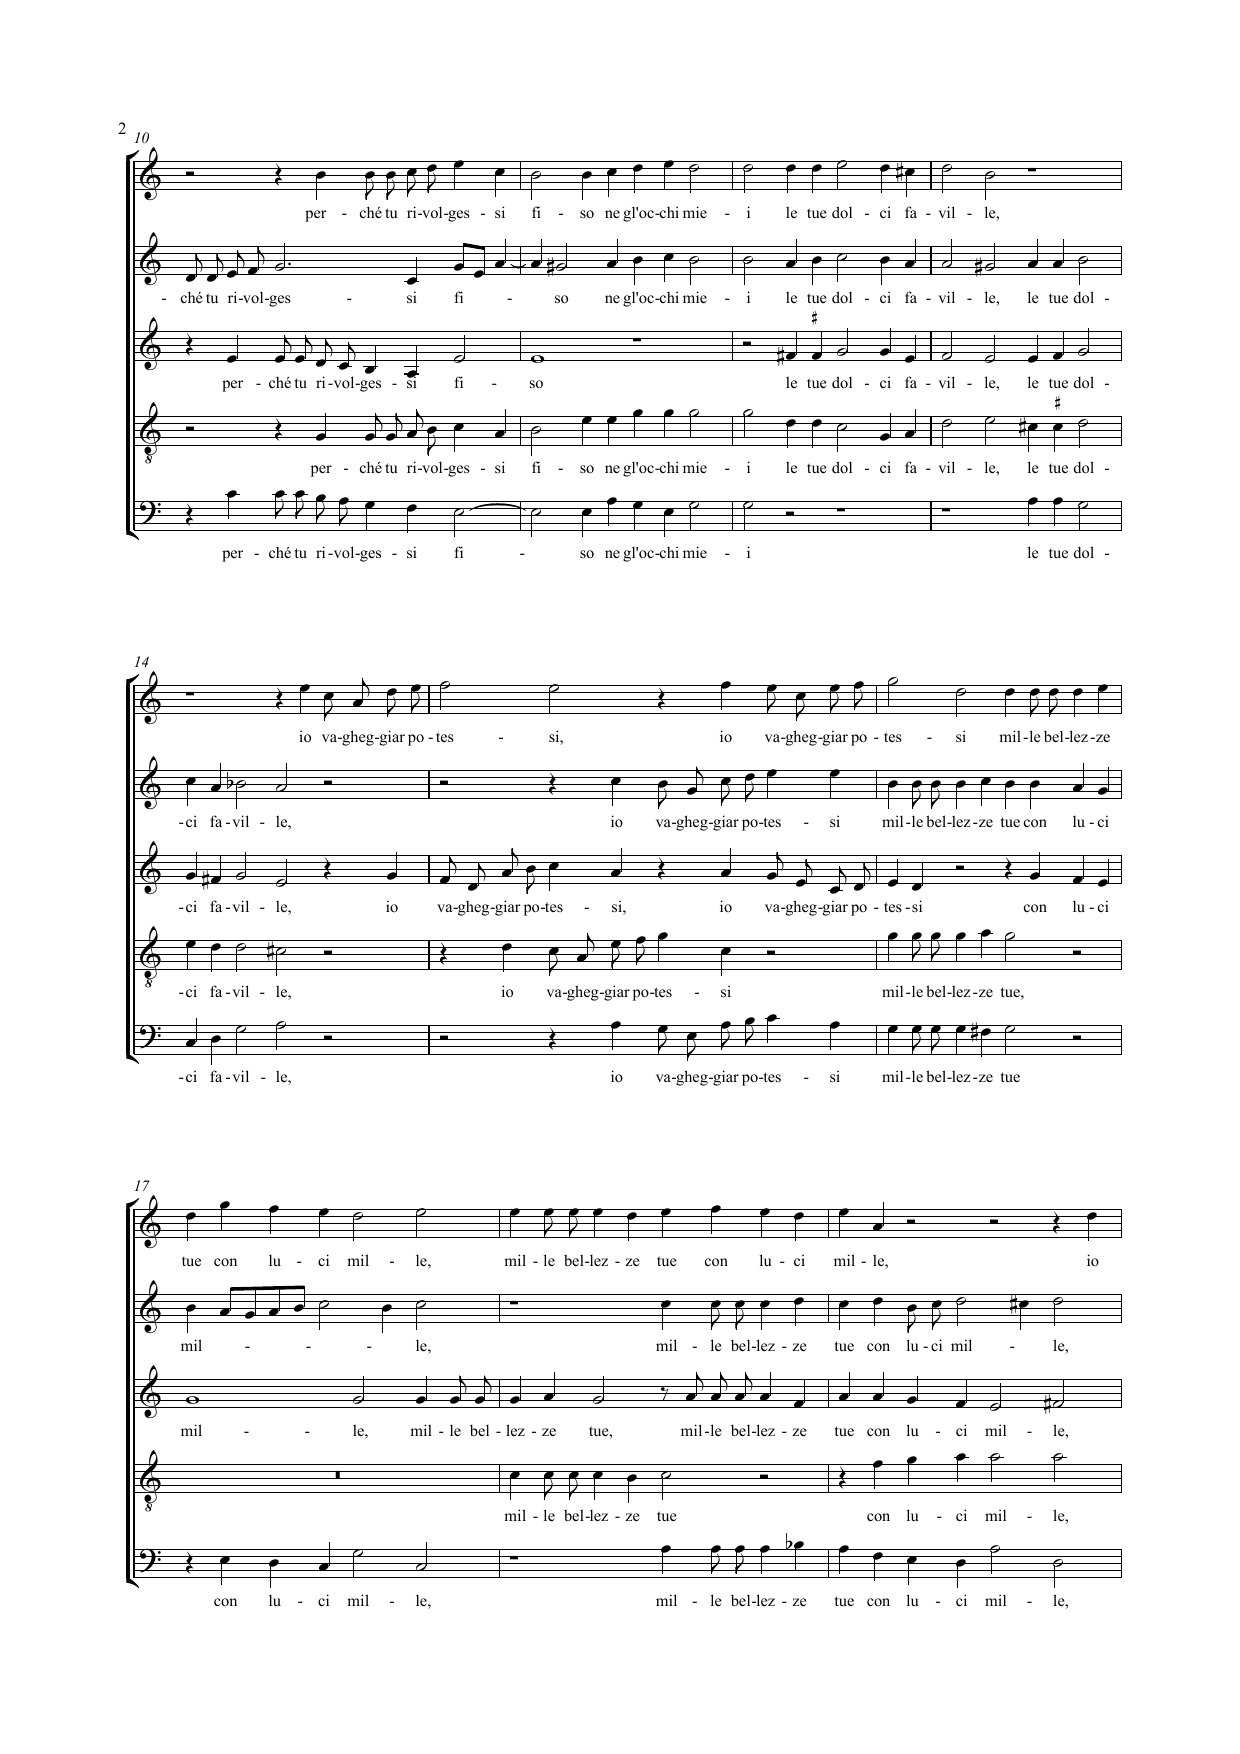 2
10
per - ché tu ri-vol-ges - si fi - so ne gl'oc-chi mie - i le tue dol - ci fa - vil - le,
- ché tu ri-vol-ges - si fi - so ne gl'oc-chi mie - i le tue dol - ci fa - vil - le, le tue dol -
per - ché tu ri-vol-ges - si fi - so le tue dol - ci fa - vil - le, le tue dol -
per - ché tu ri-vol-ges - si fi - so ne gl'oc-chi mie - i le tue dol - ci fa - vil - le, le tue dol -
per - ché tu ri-vol-ges - si fi - so ne gl'oc-chi mie - i le tue dol -
14
io va-gheg-giar po-tes - si, io va-gheg-giar po-tes - si mil-le bel-lez-ze
-ci fa-vil - le, io va-gheg-giar po-tes - si mil-le bel-lez-ze tue con lu-ci
-ci fa-vil - le, io va-gheg-giar po-tes - si, io va-gheg-giar po-tes-si con lu-ci
-ci fa-vil - le, io va-gheg-giar po-tes - si mil-le bel-lez-ze tue,
-ci fa-vil - le, io va-gheg-giar po-tes - si mil-le bel-lez-ze tue
17
tue con lu - ci mil - le, mil - le bel-lez - ze tue con lu - ci mil - le, io
mil - - - - le, mil - le bel-lez - ze tue con lu-ci mil - le,
mil - - le, mil - le bel - lez - ze tue, mil-le bel-lez - ze tue con lu - ci mil - le,
mil - le bel-lez - ze tue con lu - ci mil - le,
con lu - ci mil - le, mil - le bel-lez - ze tue con lu - ci mil - le,